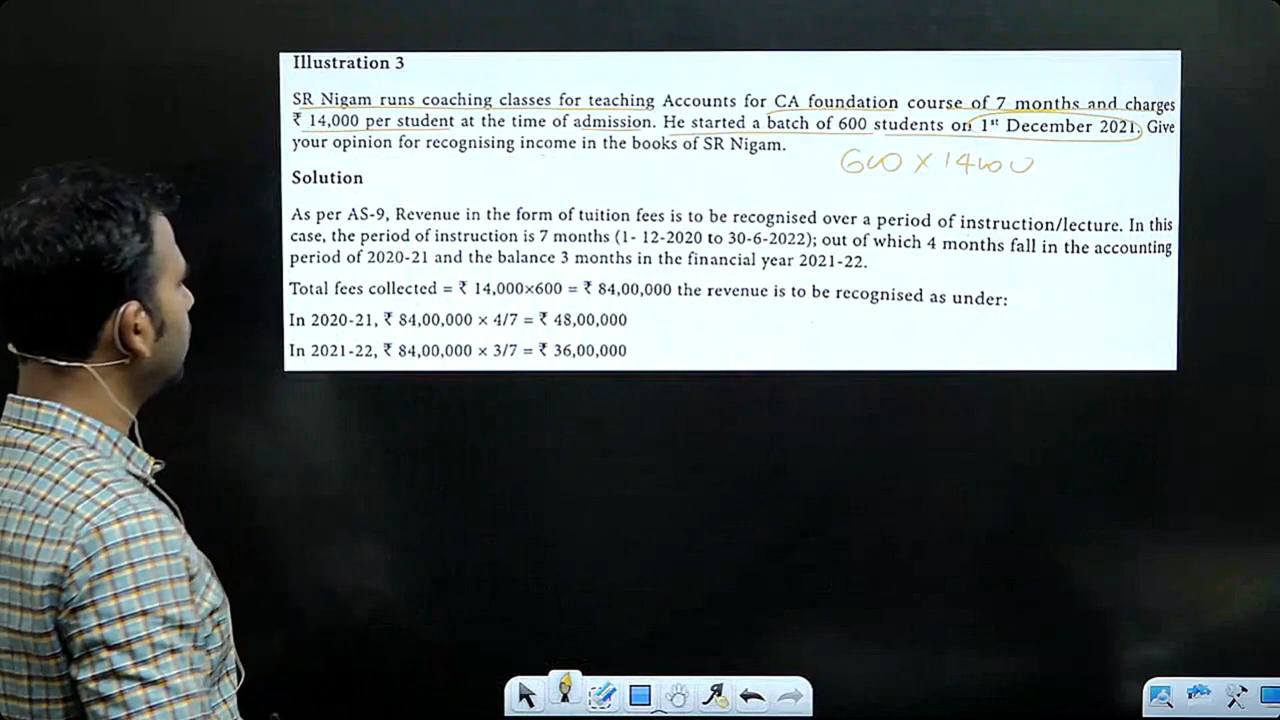 Illustration 3
SR Nigam runs coaching classes for teaching Accounts for CA foundation course of 7 months and charges
₹ 14,000 per student at the time of admission. He started a batch of 600 students on 1st December 2021. Give
your opinion for recognising income in the books of SR Nigam.
600 × 14000
Solution
As per AS-9, Revenue in the form of tuition fees is to be recognised over a period of instruction/lecture. In this
case, the period of instruction is 7 months (1- 12-2020 to 30-6-2022); out of which 4 months fall in the accounting
period of 2020-21 and the balance 3 months in the financial year 2021-22.
Total fees collected = ₹ 14,000×600 = ₹ 84,00,000 the revenue is to be recognised as under:
In 2020-21, ₹ 84,00,000 × 4/7 = ₹ 48,00,000
In 2021-22, ₹ 84,00,000 × 3/7 = ₹ 36,00,000